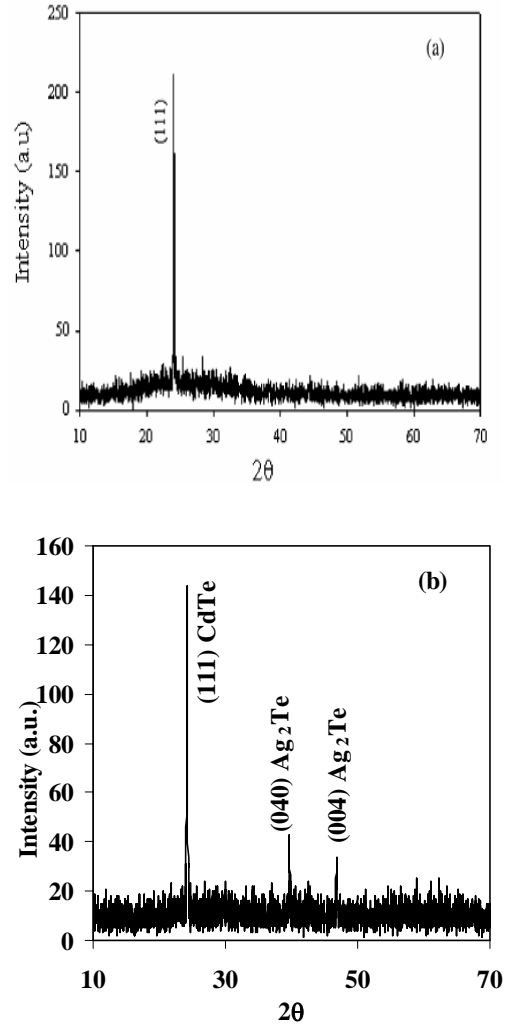 250
(a)
200
(111)
150
Intensity (a.u)
100
50
0
10 20 30 40 50 60 70
2θ
160
(b)
140
(111) CdTe
120
100
(040) Ag2Te
(004) Ag2Te
80
Intensity (a.u.)
60
40
20
0
10 30 50 70
2θ